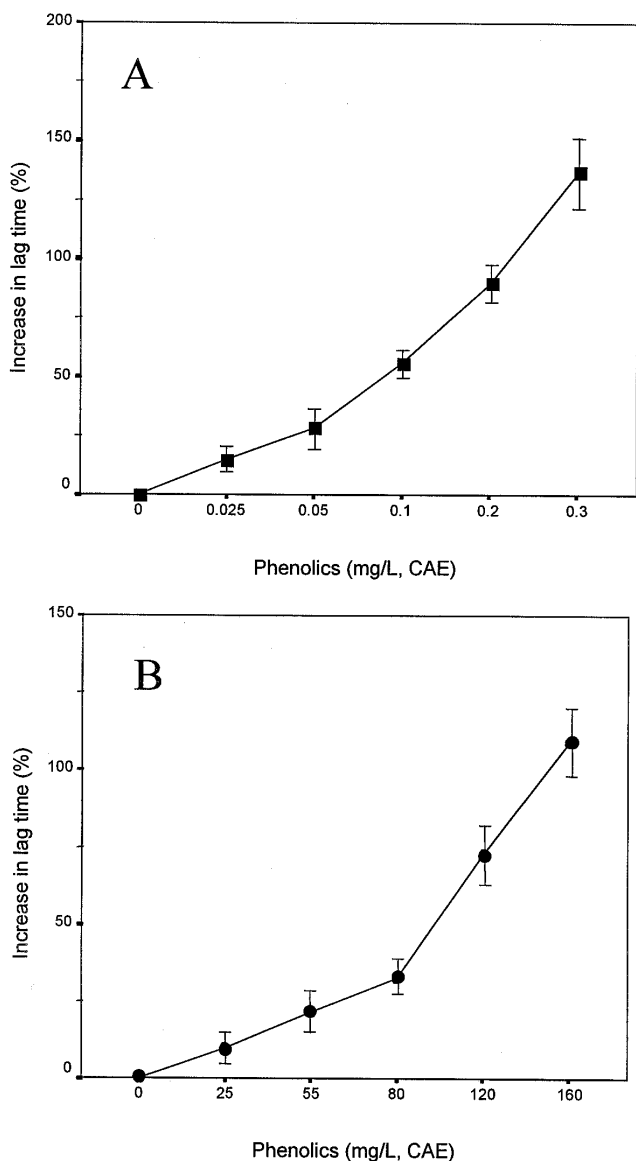 200
A
150
Increase in lag time (%)
100
50
0
0 0.025 0.05 0.1 0.2 0.3
Phenolics (mg/L, CAE)
150
B
100
Increase in lag time (%)
50
0
0 25 55 80 120 160
Phenolics (mg/L, CAE)